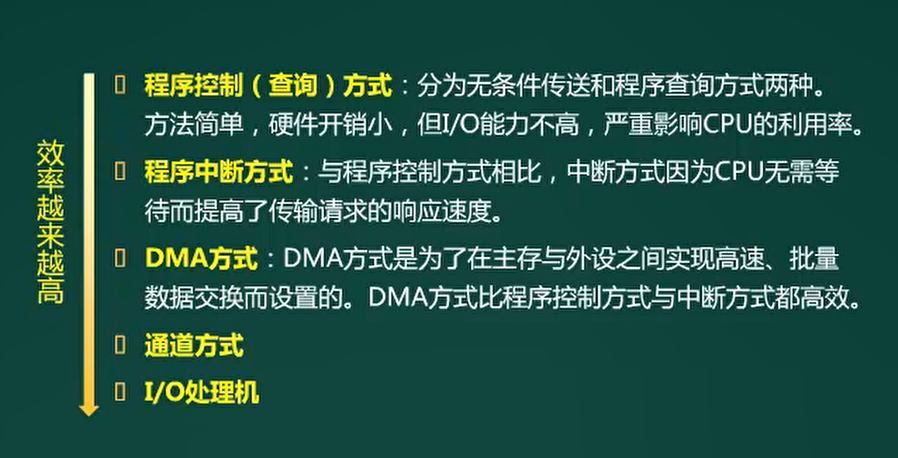 效率越来越高
程序控制（查询）方式：分为无条件传送和程序查询方式两种。
方法简单，硬件开销小，但I/O能力不高，严重影响CPU的利用率。
程序中断方式：与程序控制方式相比，中断方式因为CPU无需等
待而提高了传输请求的响应速度。
DMA方式：DMA方式是为了在主存与外设之间实现高速、批量
数据交换而设置的。DMA方式比程序控制方式与中断方式都高效。
通道方式
I/O处理机